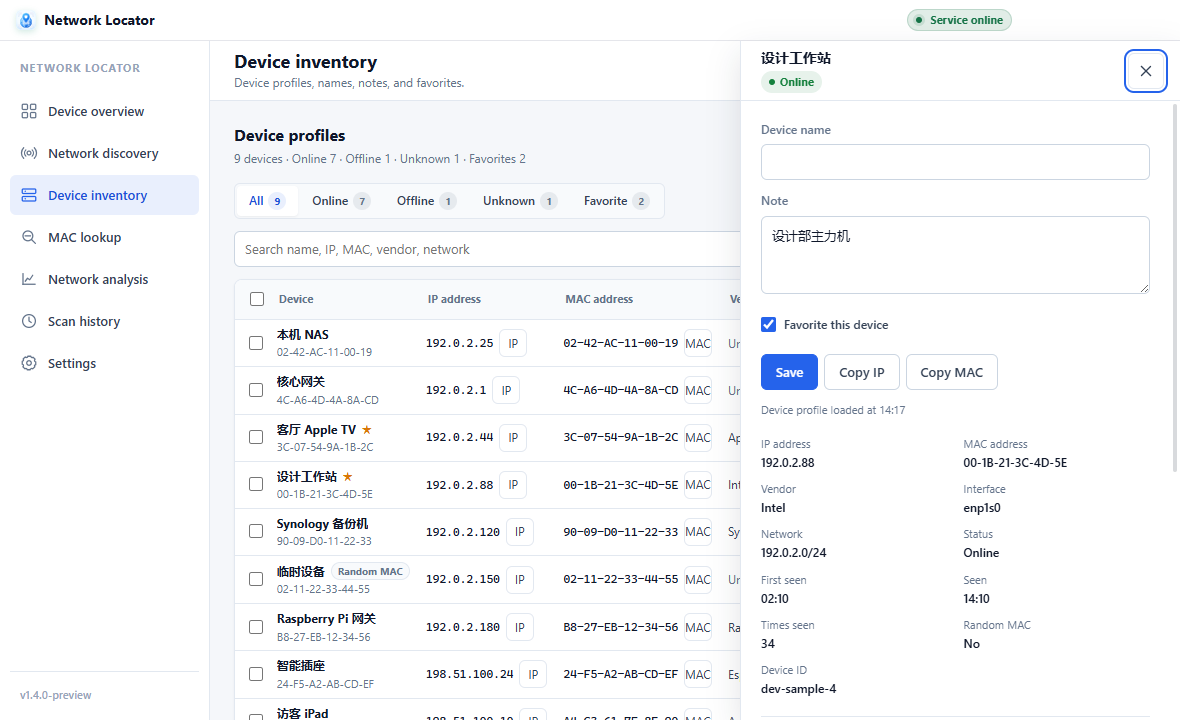 Network Locator
Service online
NETWORK LOCATOR
Device overview
Network discovery
Device inventory
MAC lookup
Network analysis
Scan history
Settings
v1.4.0-preview
Device inventory
Device profiles, names, notes, and favorites.
Device profiles
9 devices · Online 7 · Offline 1 · Unknown 1 · Favorites 2
All 9 Online 7 Offline 1 Unknown 1 Favorite 2
Search name, IP, MAC, vendor, network
Device IP address MAC address
本机 NAS
02-42-AC-11-00-19
192.0.2.25 IP 02-42-AC-11-00-19 MAC
核心网关
4C-A6-4D-4A-8A-CD
192.0.2.1 IP 4C-A6-4D-4A-8A-CD MAC
客厅 Apple TV ★
3C-07-54-9A-1B-2C
192.0.2.44 IP 3C-07-54-9A-1B-2C MAC
设计工作站 ★
00-1B-21-3C-4D-5E
192.0.2.88 IP 00-1B-21-3C-4D-5E MAC
Synology 备份机
90-09-D0-11-22-33
192.0.2.120 IP 90-09-D0-11-22-33 MAC
临时设备 Random MAC
02-11-22-33-44-55
192.0.2.150 IP 02-11-22-33-44-55 MAC
Raspberry Pi 网关
B8-27-EB-12-34-56
192.0.2.180 IP B8-27-EB-12-34-56 MAC
智能插座
24-F5-A2-AB-CD-EF
198.51.100.24 IP 24-F5-A2-AB-CD-EF MAC
访客 iPad
设计工作站
Online
Device name
Note
设计部主力机
Favorite this device
Save Copy IP Copy MAC
Device profile loaded at 14:17
IP address MAC address
192.0.2.88 00-1B-21-3C-4D-5E
Vendor Interface
Intel enp1s0
Network Status
192.0.2.0/24 Online
First seen Seen
02:10 14:10
Times seen Random MAC
34 No
Device ID
dev-sample-4